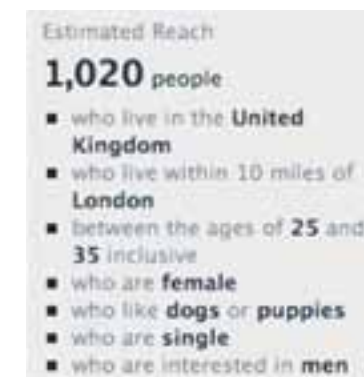 Estimated Reach
1,020 people
▪ who live in the United
Kingdom
▪ who live within 10 miles of
London
▪ between the ages of 25 and
35 inclusive
▪ who are female
▪ who like dogs or puppies
▪ who are single
▪ who are interested in men